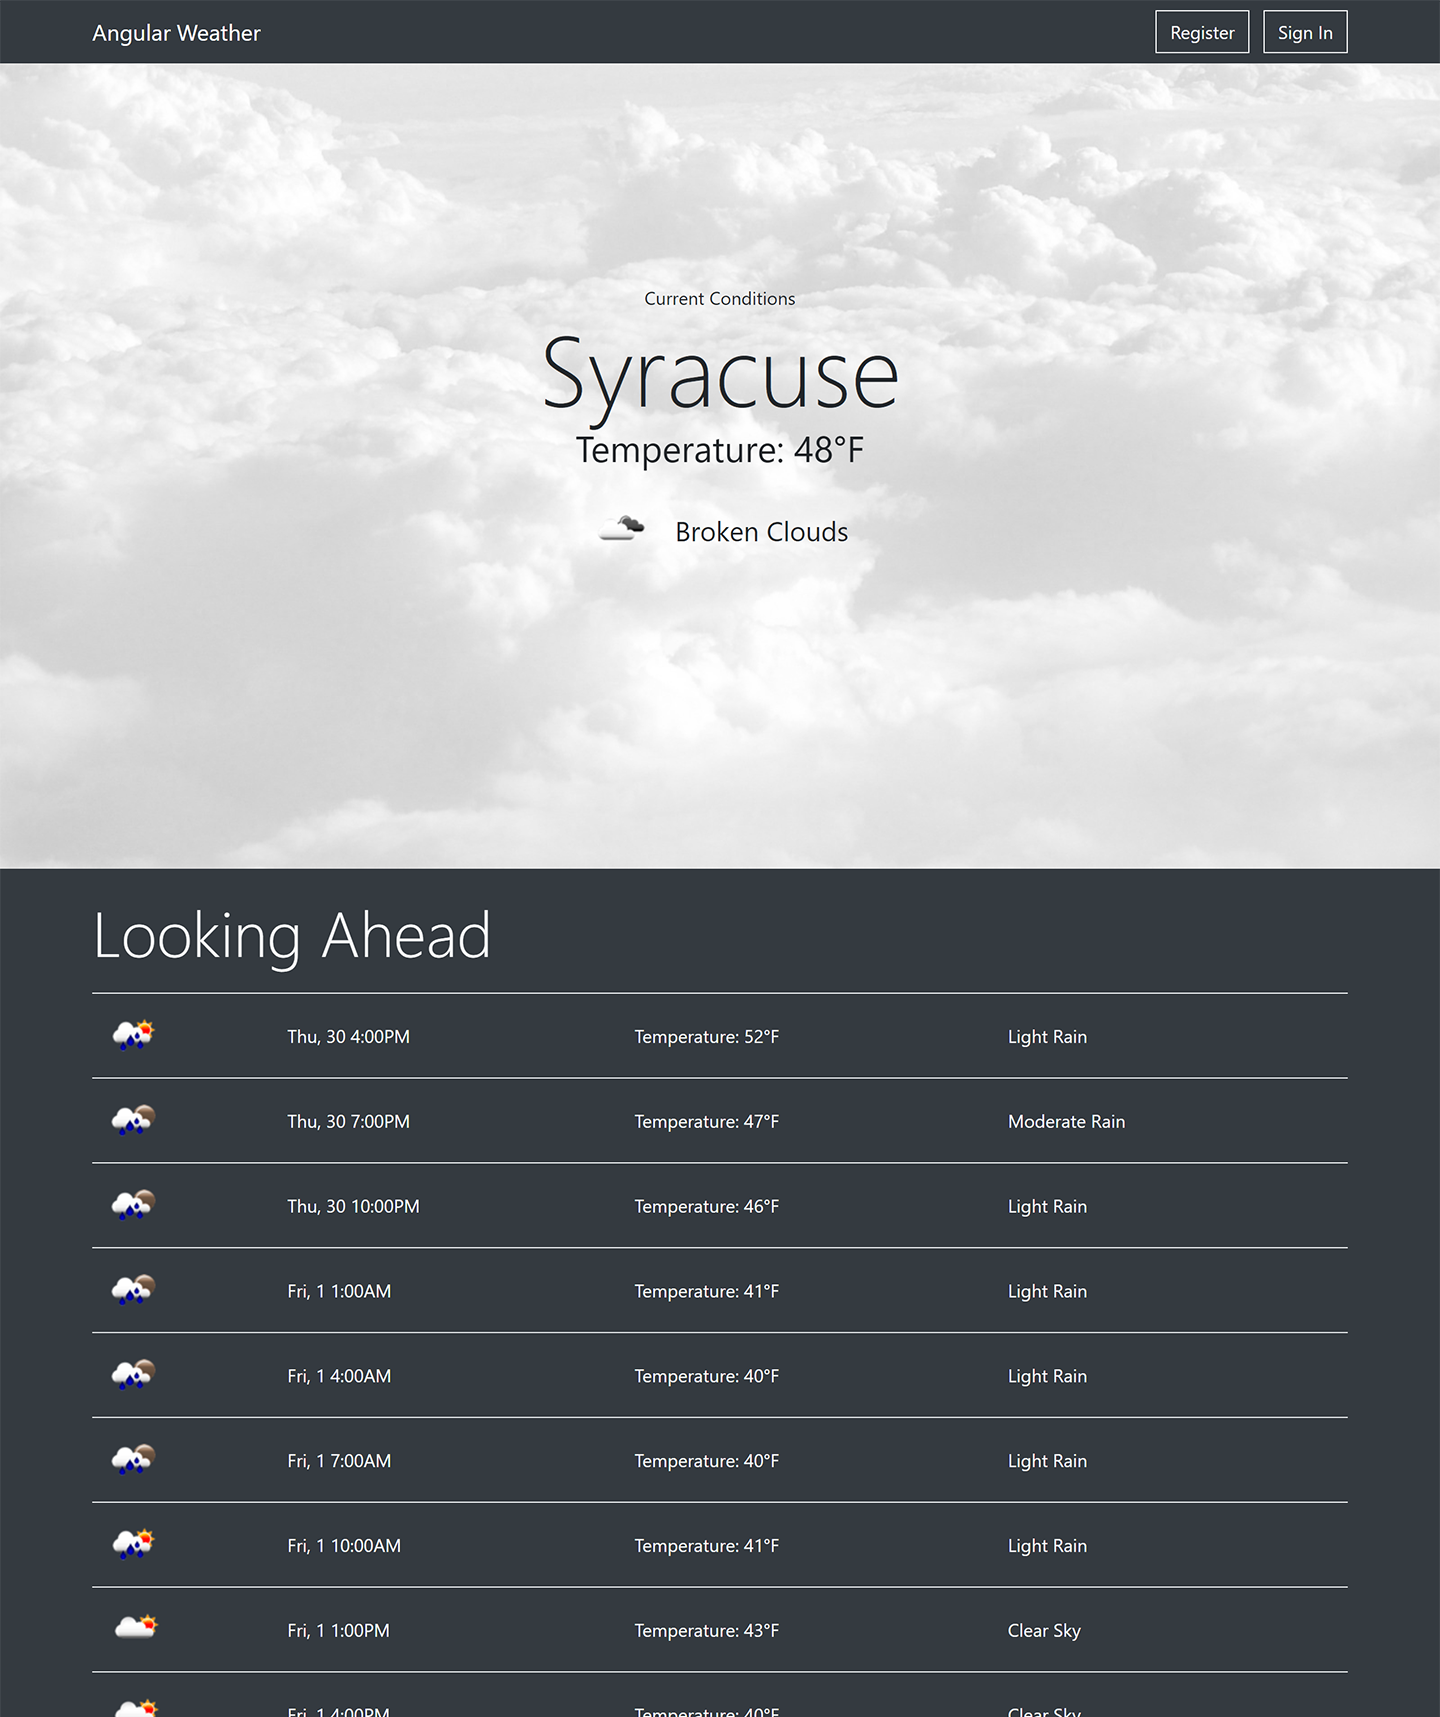 Angular Weather Register Sign In
Current Conditions
Syracuse
Temperature: 48°F
Broken Clouds
Looking Ahead
Thu, 30 4:00PM Temperature: 52°F Light Rain
Thu, 30 7:00PM Temperature: 47°F Moderate Rain
Thu, 30 10:00PM Temperature: 46°F Light Rain
Fri, 1 1:00AM Temperature: 41°F Light Rain
Fri, 1 4:00AM Temperature: 40°F Light Rain
Fri, 1 7:00AM Temperature: 40°F Light Rain
Fri, 1 10:00AM Temperature: 41°F Light Rain
Fri, 1 1:00PM Temperature: 43°F Clear Sky
Fri, 1 4:00PM Temperature: 40°F Clear Sky